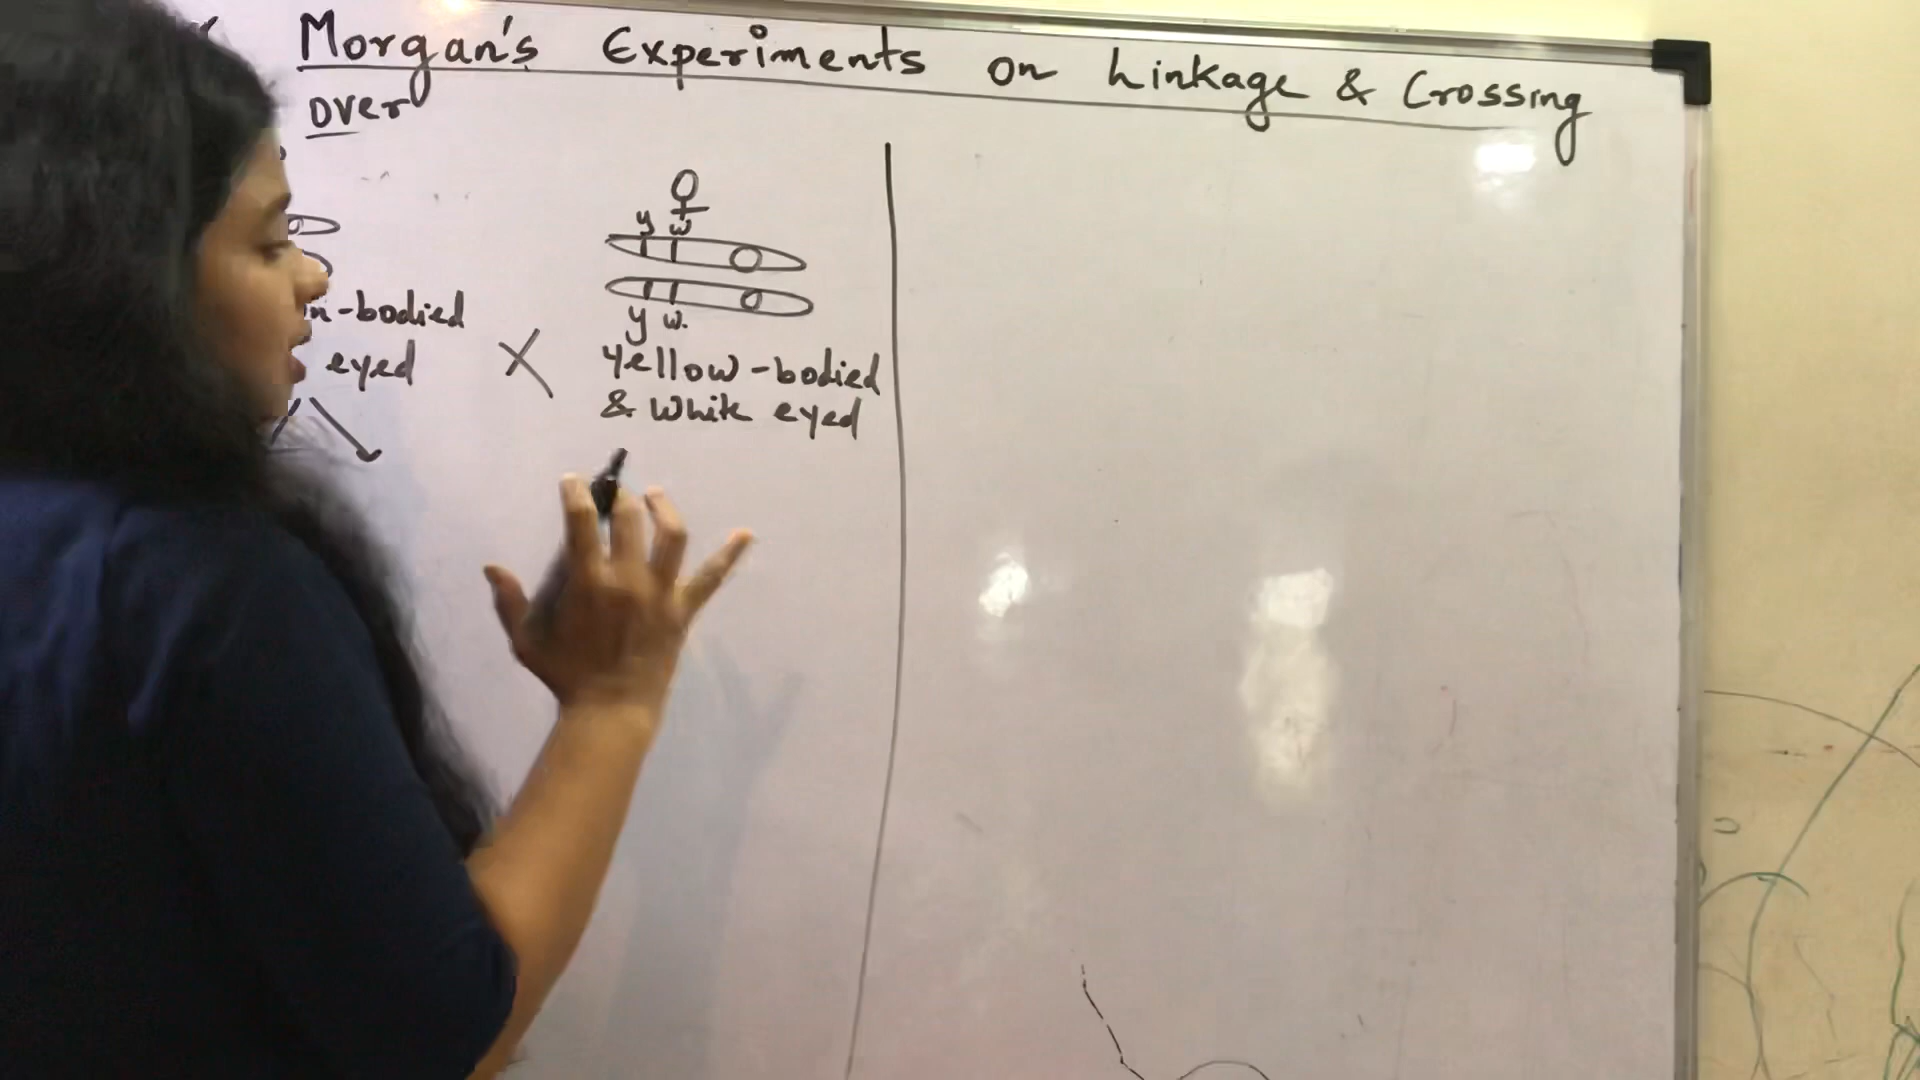 Morgan's Experiments on Linkage & Crossing
over
♀
y w
y w.
n-bodied
eyed
X
Yellow-bodied
& White eyed